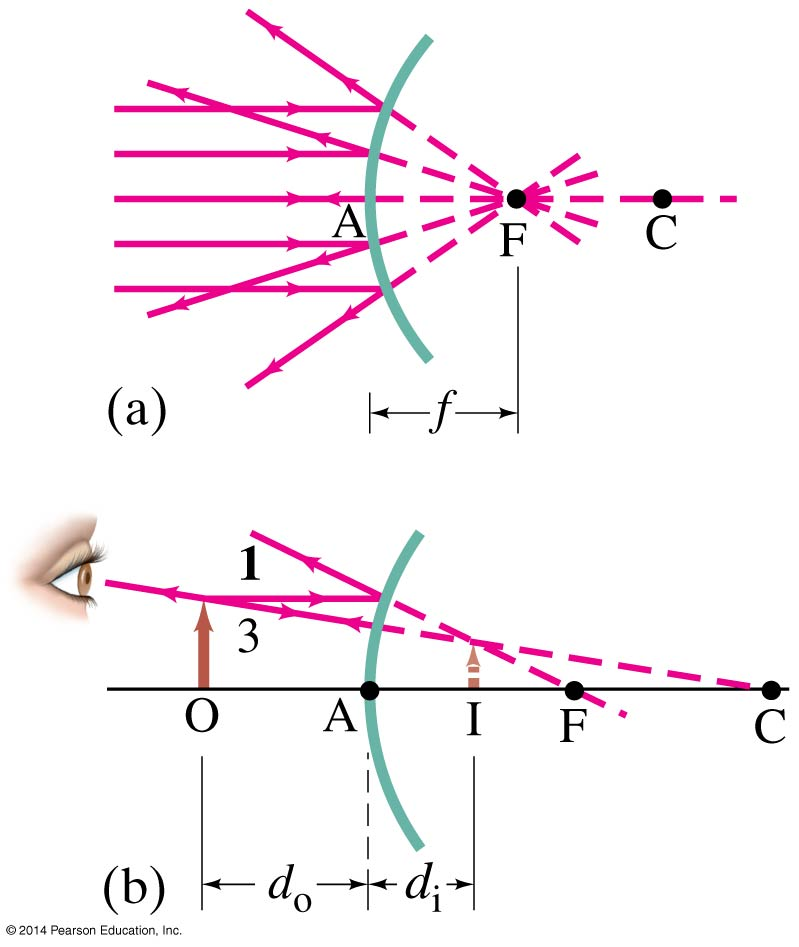 A
F
C
(a)
f
1
3
O
A
I
F
C
(b)
dₒ
dᵢ
© 2014 Pearson Education, Inc.